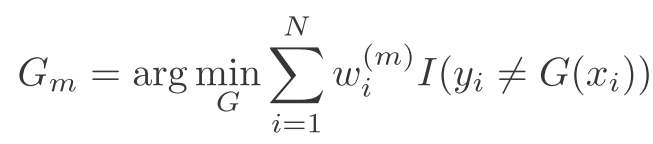 G_m = \arg\min_G \sum_{i=1}^{N} w_i^{(m)} I(y_i \neq G(x_i))